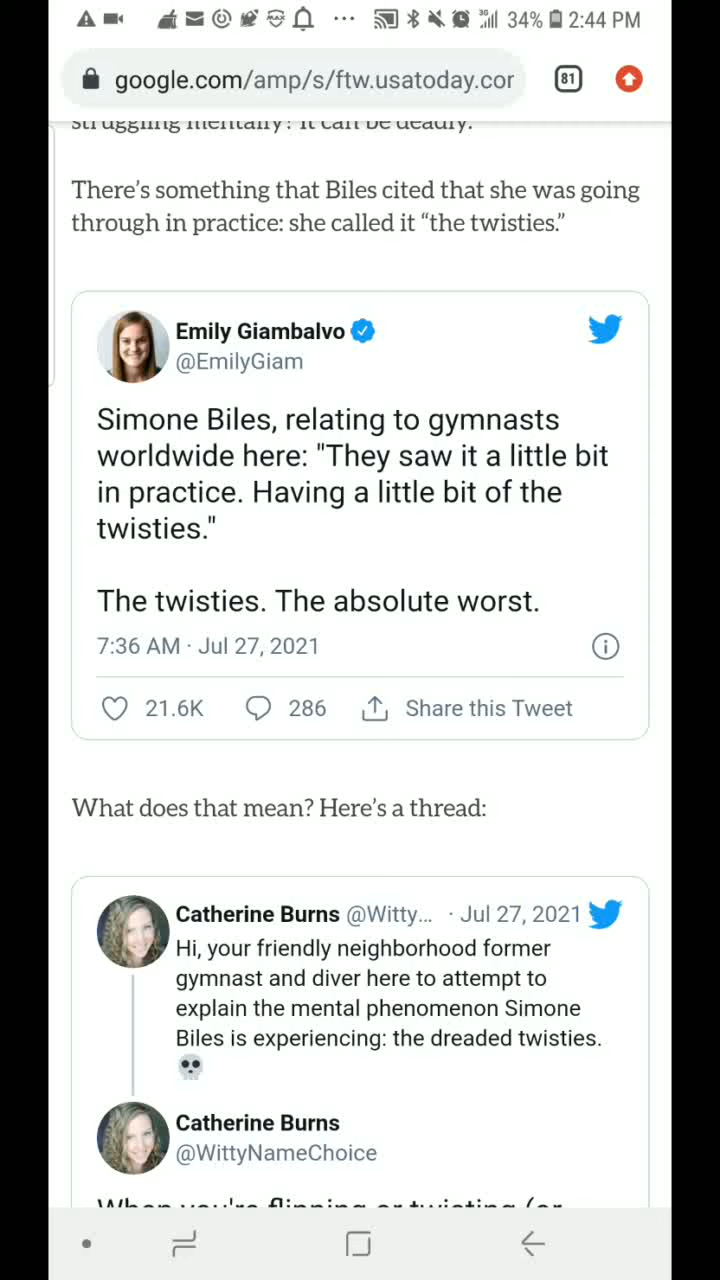 34% 2:44 PM
google.com/amp/s/ftw.usatoday.cor
81
struggling mentally? It can be deadly.
There's something that Biles cited that she was going
through in practice: she called it “the twisties.”
Emily Giambalvo
@EmilyGiam
Simone Biles, relating to gymnasts
worldwide here: "They saw it a little bit
in practice. Having a little bit of the
twisties."
The twisties. The absolute worst.
7:36 AM · Jul 27, 2021
21.6K 286 Share this Tweet
What does that mean? Here's a thread:
Catherine Burns @Witty... · Jul 27, 2021
Hi, your friendly neighborhood former
gymnast and diver here to attempt to
explain the mental phenomenon Simone
Biles is experiencing: the dreaded twisties.
💀
Catherine Burns
@WittyNameChoice
When you're flipping or twisting (or